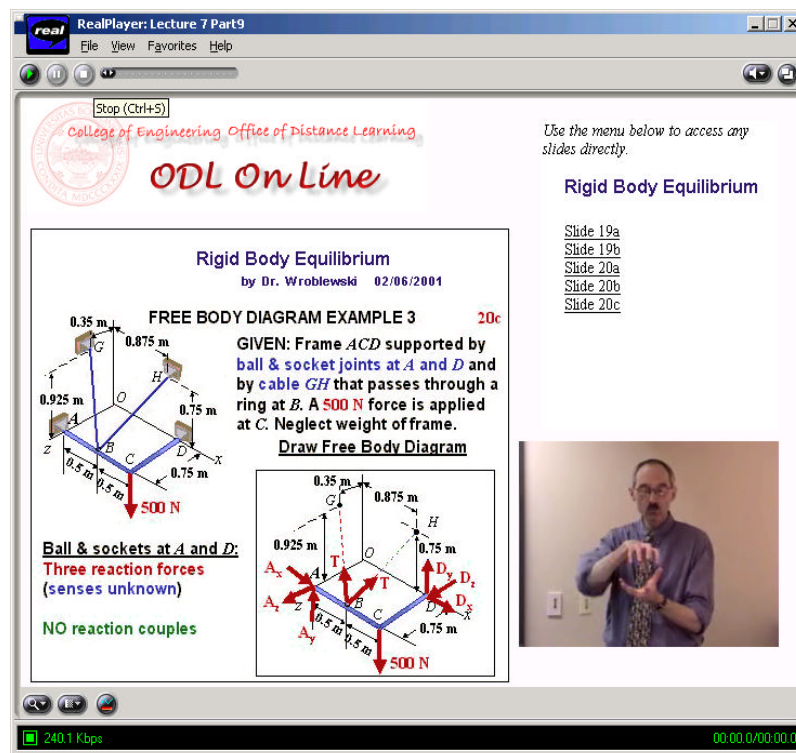 real
RealPlayer: Lecture 7 Part9
File View Favorites Help
Stop (Ctrl+S)
College of Engineering Office of Distance Learning
ODL On Line
Use the menu below to access any
slides directly.
Rigid Body Equilibrium
Slide 19a
Slide 19b
Slide 20a
Slide 20b
Slide 20c
Rigid Body Equilibrium
by Dr. Wroblewski 02/06/2001
FREE BODY DIAGRAM EXAMPLE 3 20c
GIVEN: Frame ACD supported by
ball & socket joints at A and D and
by cable GH that passes through a
ring at B. A 500 N force is applied
at C. Neglect weight of frame.
Draw Free Body Diagram
0.35 m
0.875 m
G
H
0.925 m
O
0.75 m
A
B
D
z
C
x
0.5 m
0.5 m
0.75 m
500 N
Ball & sockets at A and D:
Three reaction forces
(senses unknown)
NO reaction couples
0.35 m
G
0.875 m
H
0.925 m
O
0.75 m
Ax
A
T
T
Dy
Dz
Az
B
D
Dx
z
C
x
Ay
0.5 m
0.5 m
0.75 m
500 N
240.1 Kbps
00:00.0/00:00.0